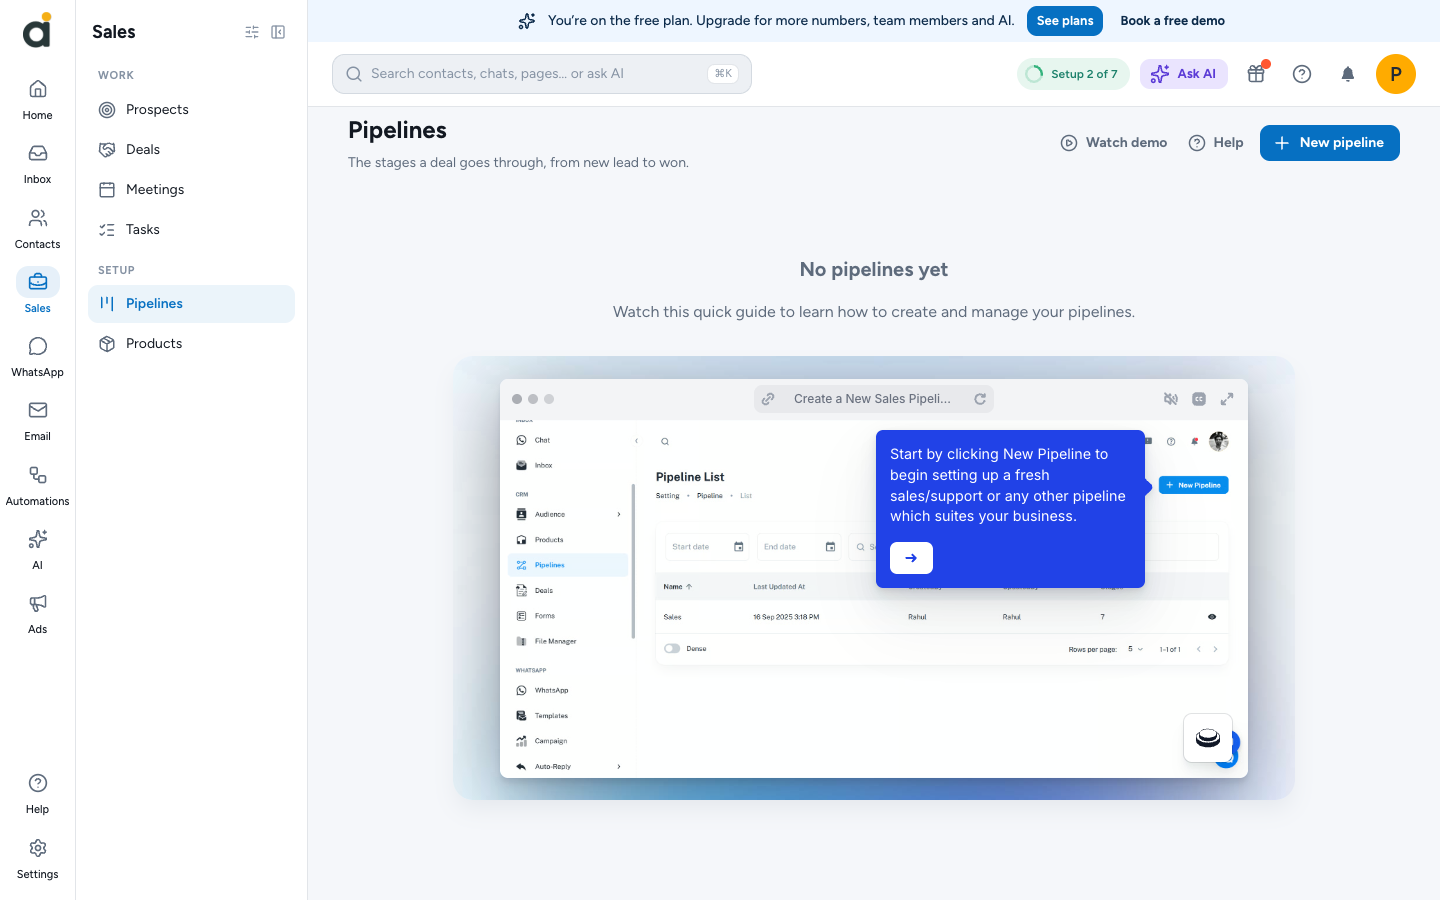 You're on the free plan. Upgrade for more numbers, team members and AI.
See plans
Book a free demo
Sales
Search contacts, chats, pages... or ask AI
⌘K
Setup 2 of 7
Ask AI
P
Home
Inbox
Contacts
Sales
WhatsApp
Email
Automations
AI
Ads
Help
Settings
WORK
Prospects
Deals
Meetings
Tasks
SETUP
Pipelines
Products
Pipelines
The stages a deal goes through, from new lead to won.
Watch demo
Help
New pipeline
No pipelines yet
Watch this quick guide to learn how to create and manage your pipelines.
Create a New Sales Pipeli...
CC
Chat
Inbox
CRM
Audience
Products
Pipelines
Deals
Forms
File Manager
WHATSAPP
WhatsApp
Templates
Campaign
Auto-Reply
Pipeline List
Setting • Pipeline • List
New Pipeline
Start by clicking New Pipeline to
begin setting up a fresh
sales/support or any other pipeline
which suites your business.
Start date
End date
Name
Last Updated At
Sales
16 Sep 2025 3:18 PM
Rahul
Rahul
7
Dense
Rows per page: 5
1–1 of 1